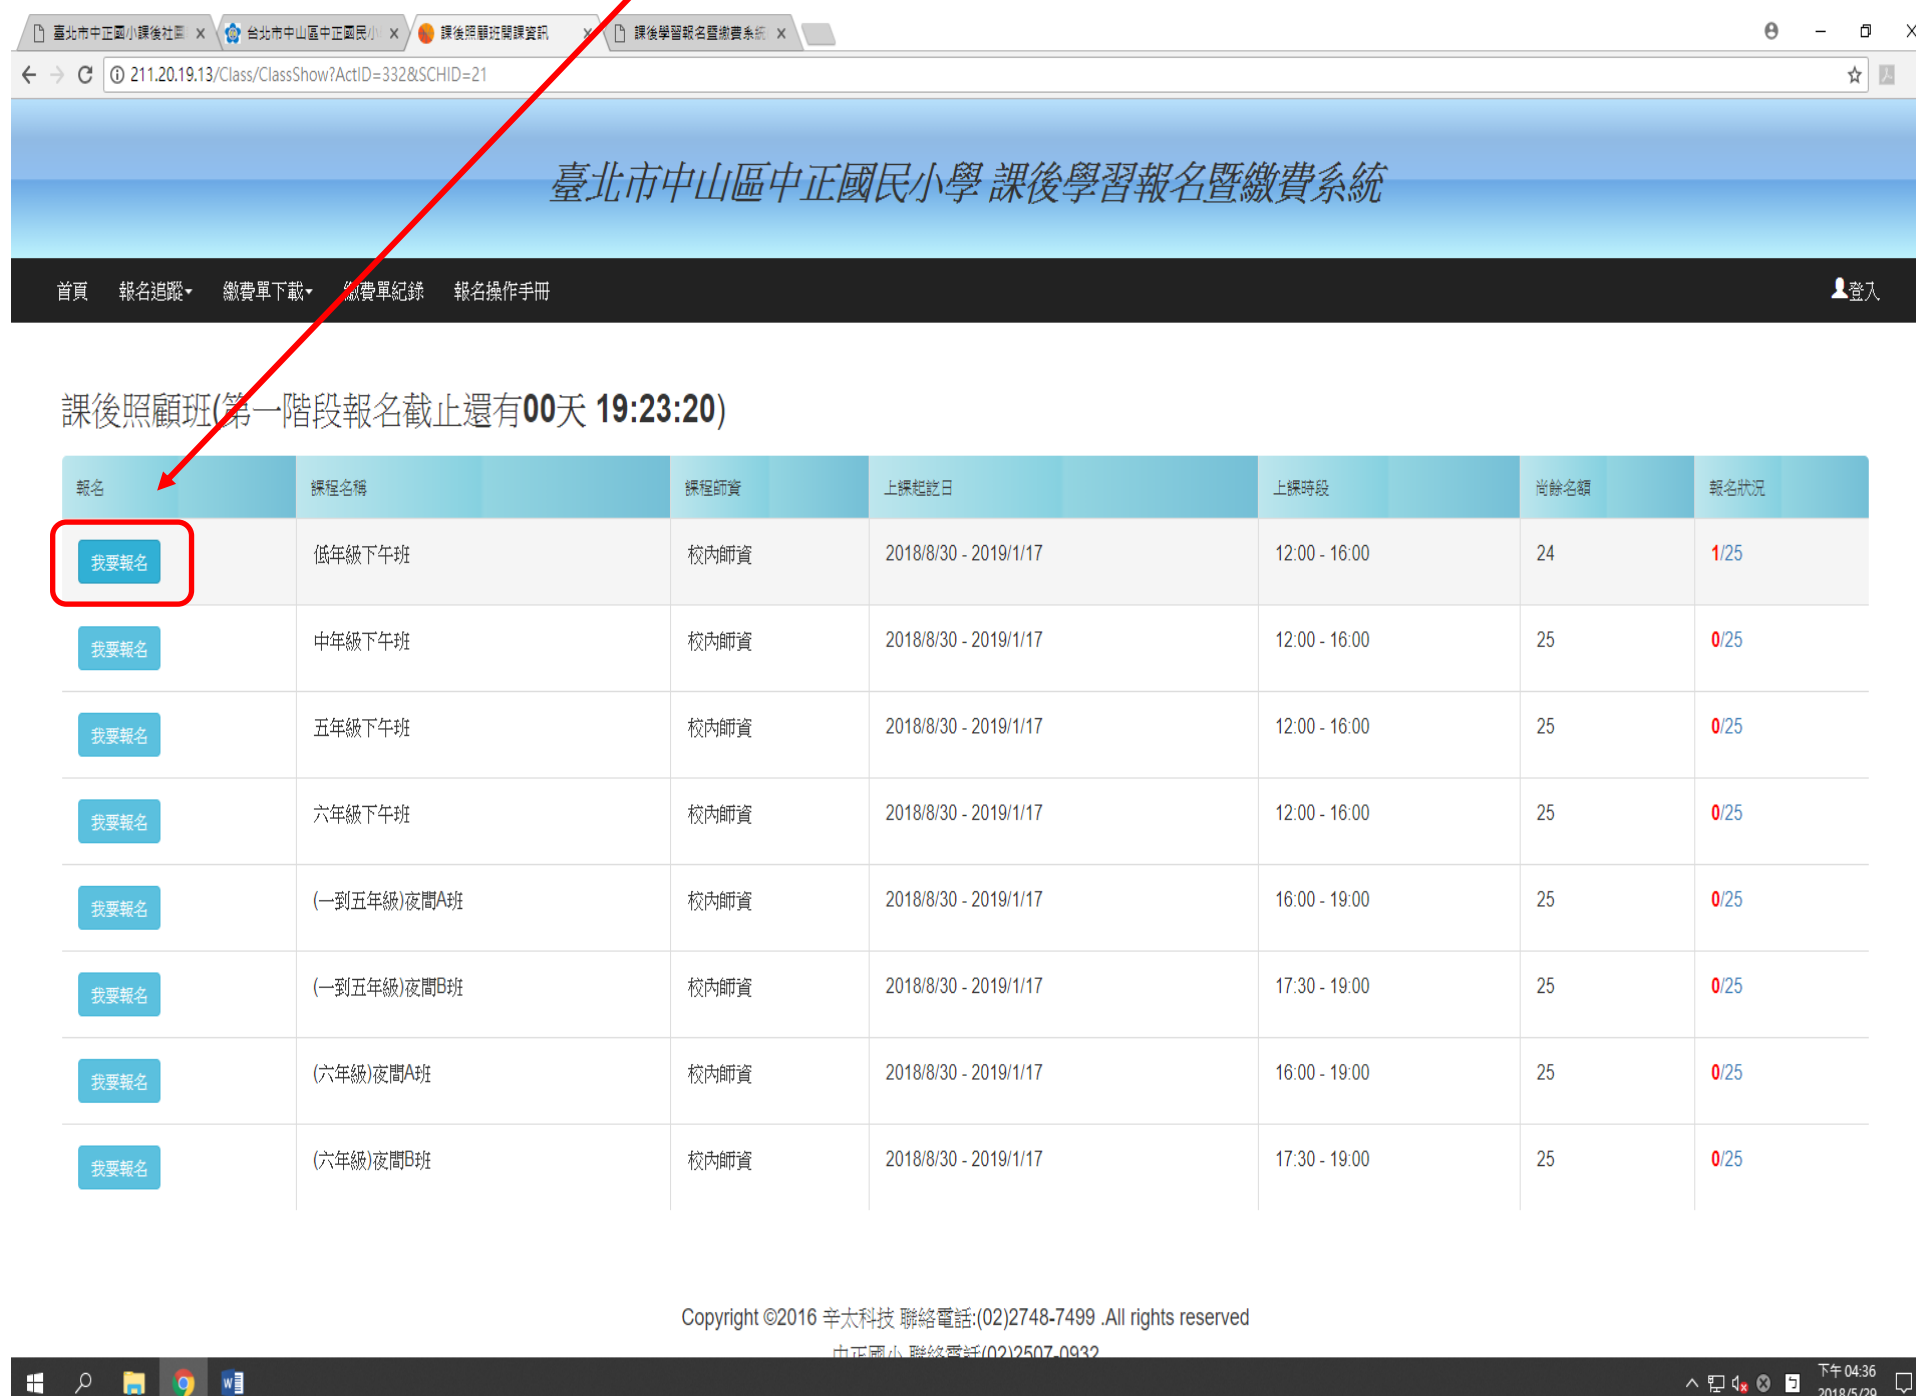 臺北市中正國小課後社團
台北市中山區中正國民小
課後照顧班開課資訊
課後學習報名暨繳費系統
211.20.19.13/Class/ClassShow?ActID=332&SCHID=21
臺北市中山區中正國民小學 課後學習報名暨繳費系統
首頁 報名追蹤 繳費單下載 繳費單紀錄 報名操作手冊 登入
課後照顧班(第一階段報名截止還有00天 19:23:20)
報名 課程名稱 課程師資 上課起訖日 上課時段 尚餘名額 報名狀況
我要報名 低年級下午班 校內師資 2018/8/30 - 2019/1/17 12:00 - 16:00 24 1/25
我要報名 中年級下午班 校內師資 2018/8/30 - 2019/1/17 12:00 - 16:00 25 0/25
我要報名 五年級下午班 校內師資 2018/8/30 - 2019/1/17 12:00 - 16:00 25 0/25
我要報名 六年級下午班 校內師資 2018/8/30 - 2019/1/17 12:00 - 16:00 25 0/25
我要報名 (一到五年級)夜間A班 校內師資 2018/8/30 - 2019/1/17 16:00 - 19:00 25 0/25
我要報名 (一到五年級)夜間B班 校內師資 2018/8/30 - 2019/1/17 17:30 - 19:00 25 0/25
我要報名 (六年級)夜間A班 校內師資 2018/8/30 - 2019/1/17 16:00 - 19:00 25 0/25
我要報名 (六年級)夜間B班 校內師資 2018/8/30 - 2019/1/17 17:30 - 19:00 25 0/25
Copyright ©2016 辛太科技 聯絡電話:(02)2748-7499 .All rights reserved
中正國小 聯絡電話(02)2507-0932
下午 04:36
2018/5/29